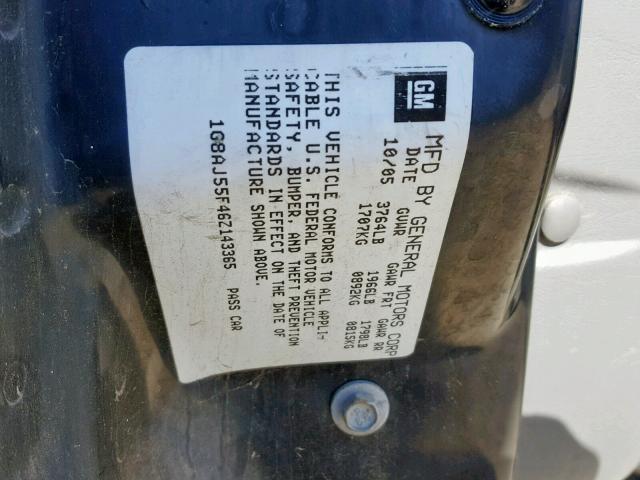 GM
MFD BY GENERAL MOTORS CORP
DATE GVWR GAWR FRT GAWR RR
10/05 3764LB 1966LB 1798LB
1707KG 0892KG 0815KG
THIS VEHICLE CONFORMS TO ALL APPLI-
CABLE U.S. FEDERAL MOTOR VEHICLE
SAFETY, BUMPER, AND THEFT PREVENTION
STANDARDS IN EFFECT ON THE DATE OF
MANUFACTURE SHOWN ABOVE.
1G8AJ55F46Z143365 PASS CAR